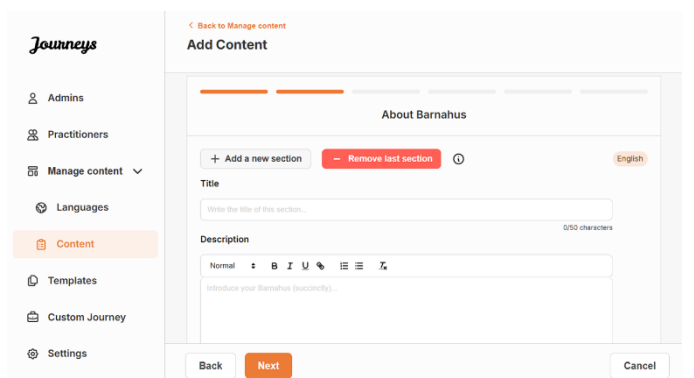 Journeys
Admins
Practitioners
Manage content
Languages
Content
Templates
Custom Journey
Settings
Back to Manage content
Add Content
About Barnahus
Add a new section
Remove last section
English
Title
Write the title of this section...
0/50 characters
Description
Normal
B I U
Introduce your Barnahus (succinctly)...
Back
Next
Cancel